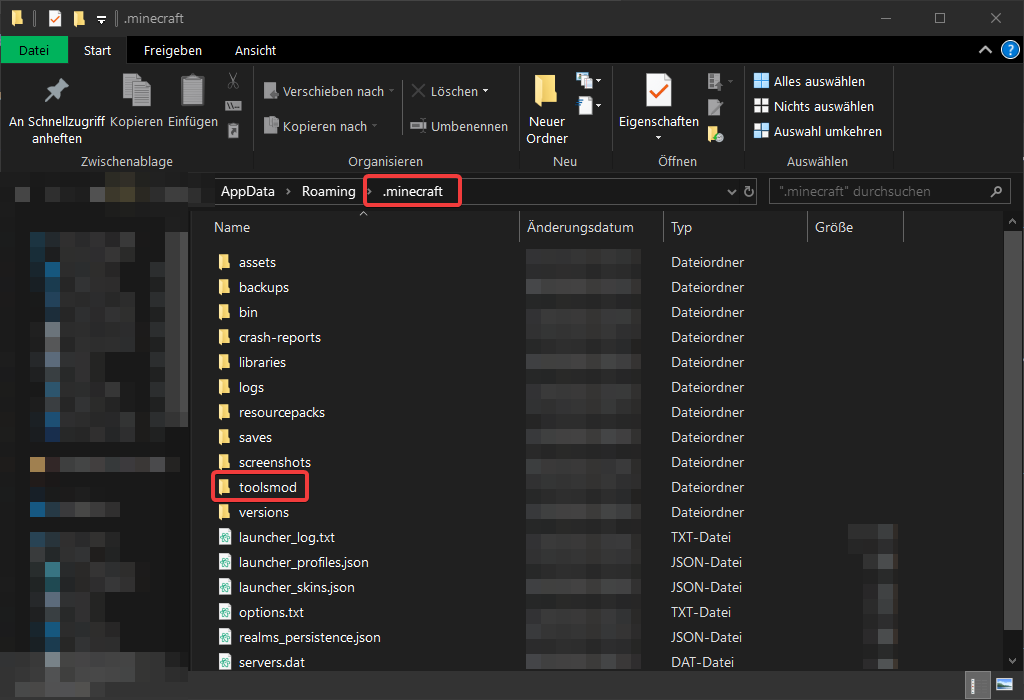 .minecraft
Datei Start Freigeben Ansicht ?
An Schnellzugriff anheften
Kopieren
Einfügen
Zwischenablage
Verschieben nach
Kopieren nach
Löschen
Umbenennen
Organisieren
Neuer Ordner
Neu
Eigenschaften
Öffnen
Alles auswählen
Nichts auswählen
Auswahl umkehren
Auswählen
AppData › Roaming › .minecraft
".minecraft" durchsuchen
Name Änderungsdatum Typ Größe
assets Dateiordner
backups Dateiordner
bin Dateiordner
crash-reports Dateiordner
libraries Dateiordner
logs Dateiordner
resourcepacks Dateiordner
saves Dateiordner
screenshots Dateiordner
toolsmod Dateiordner
versions Dateiordner
launcher_log.txt TXT-Datei
launcher_profiles.json JSON-Datei
launcher_skins.json JSON-Datei
options.txt TXT-Datei
realms_persistence.json JSON-Datei
servers.dat DAT-Datei